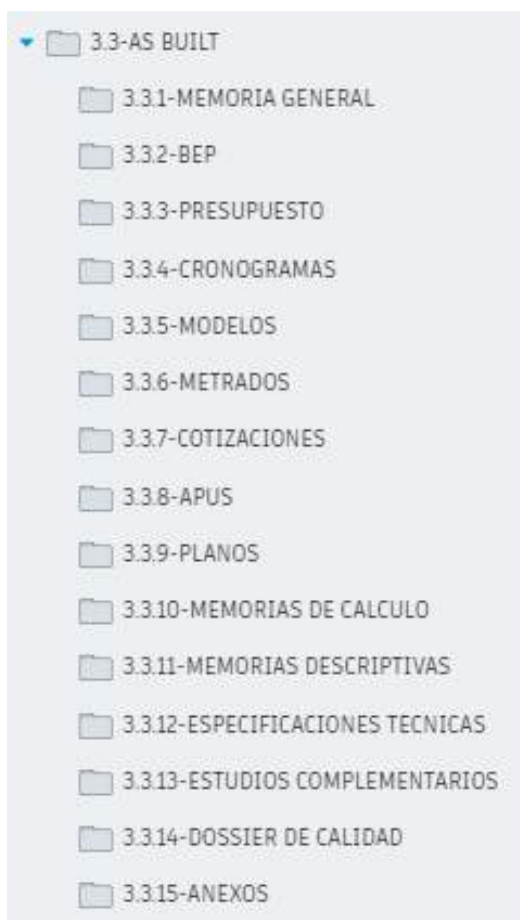 3.3-AS BUILT
3.3.1-MEMORIA GENERAL
3.3.2-BEP
3.3.3-PRESUPUESTO
3.3.4-CRONOGRAMAS
3.3.5-MODELOS
3.3.6-METRADOS
3.3.7-COTIZACIONES
3.3.8-APUS
3.3.9-PLANOS
3.3.10-MEMORIAS DE CALCULO
3.3.11-MEMORIAS DESCRIPTIVAS
3.3.12-ESPECIFICACIONES TECNICAS
3.3.13-ESTUDIOS COMPLEMENTARIOS
3.3.14-DOSSIER DE CALIDAD
3.3.15-ANEXOS